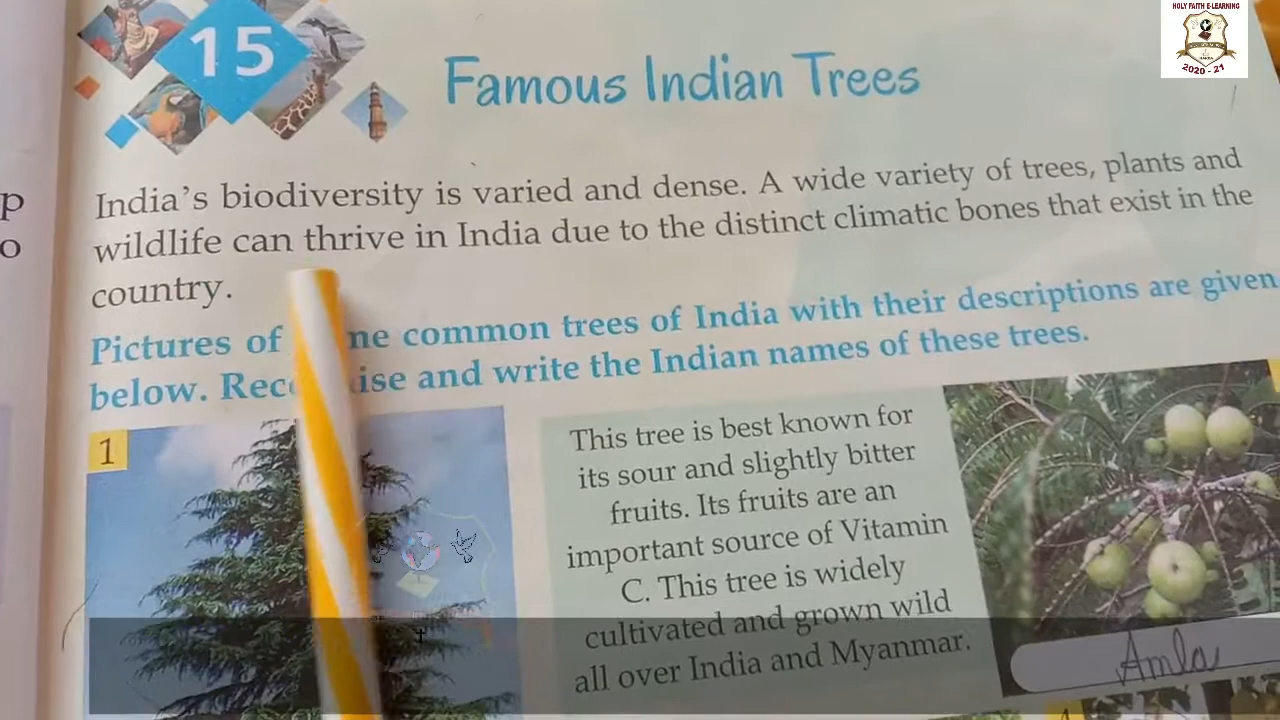 HOLY FAITH E-LEARNING
2020 - 21
15
Famous Indian Trees
India's biodiversity is varied and dense. A wide variety of trees, plants and
wildlife can thrive in India due to the distinct climatic bones that exist in the
country.
Pictures of common trees of India with their descriptions are given
below. and write the Indian names of these trees.
1
This tree is best known for
its sour and slightly bitter
fruits. Its fruits are an
important source of Vitamin
C. This tree is widely
cultivated and grown wild
all over India and Myanmar.
Amla
4
p
o